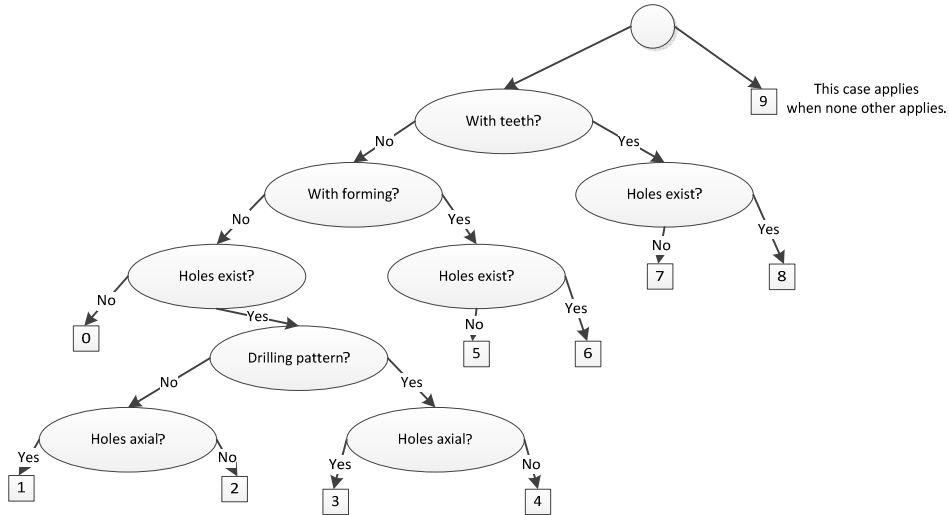 This case applies
when none other applies.
9
With teeth?
No
Yes
With forming?
Holes exist?
No
Yes
Yes
No
Holes exist?
Holes exist?
7
8
No
Yes
No
Yes
0
5
6
Drilling pattern?
No
Yes
Holes axial?
Holes axial?
Yes
No
Yes
No
1
2
3
4